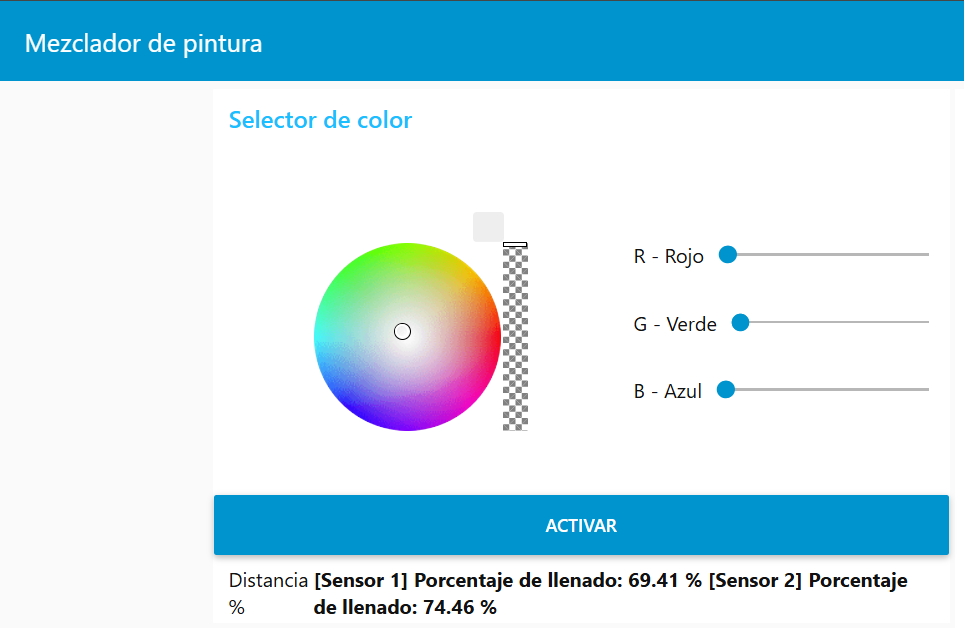 Mezclador de pintura
Selector de color
R - Rojo
G - Verde
B - Azul
ACTIVAR
Distancia [Sensor 1] Porcentaje de llenado: 69.41 % [Sensor 2] Porcentaje
% de llenado: 74.46 %